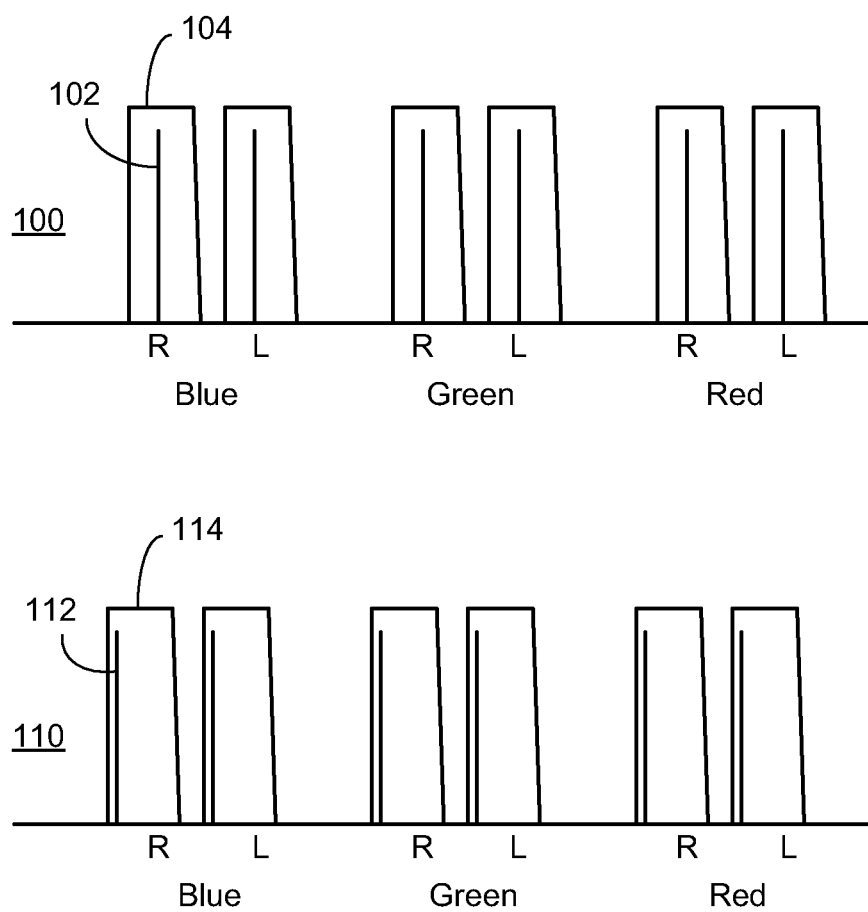 104
102
100
R L R L R L
Blue Green Red
114
112
110
R L R L R L
Blue Green Red